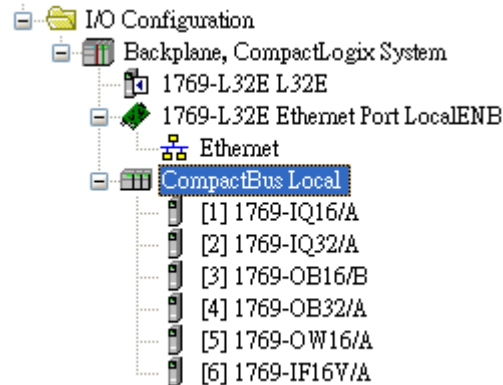 I/O Configuration
Backplane, CompactLogix System
1769-L32E L32E
1769-L32E Ethernet Port LocalENB
Ethernet
CompactBus Local
[1] 1769-IQ16/A
[2] 1769-IQ32/A
[3] 1769-OB16/B
[4] 1769-OB32/A
[5] 1769-OW16/A
[6] 1769-IF16V/A